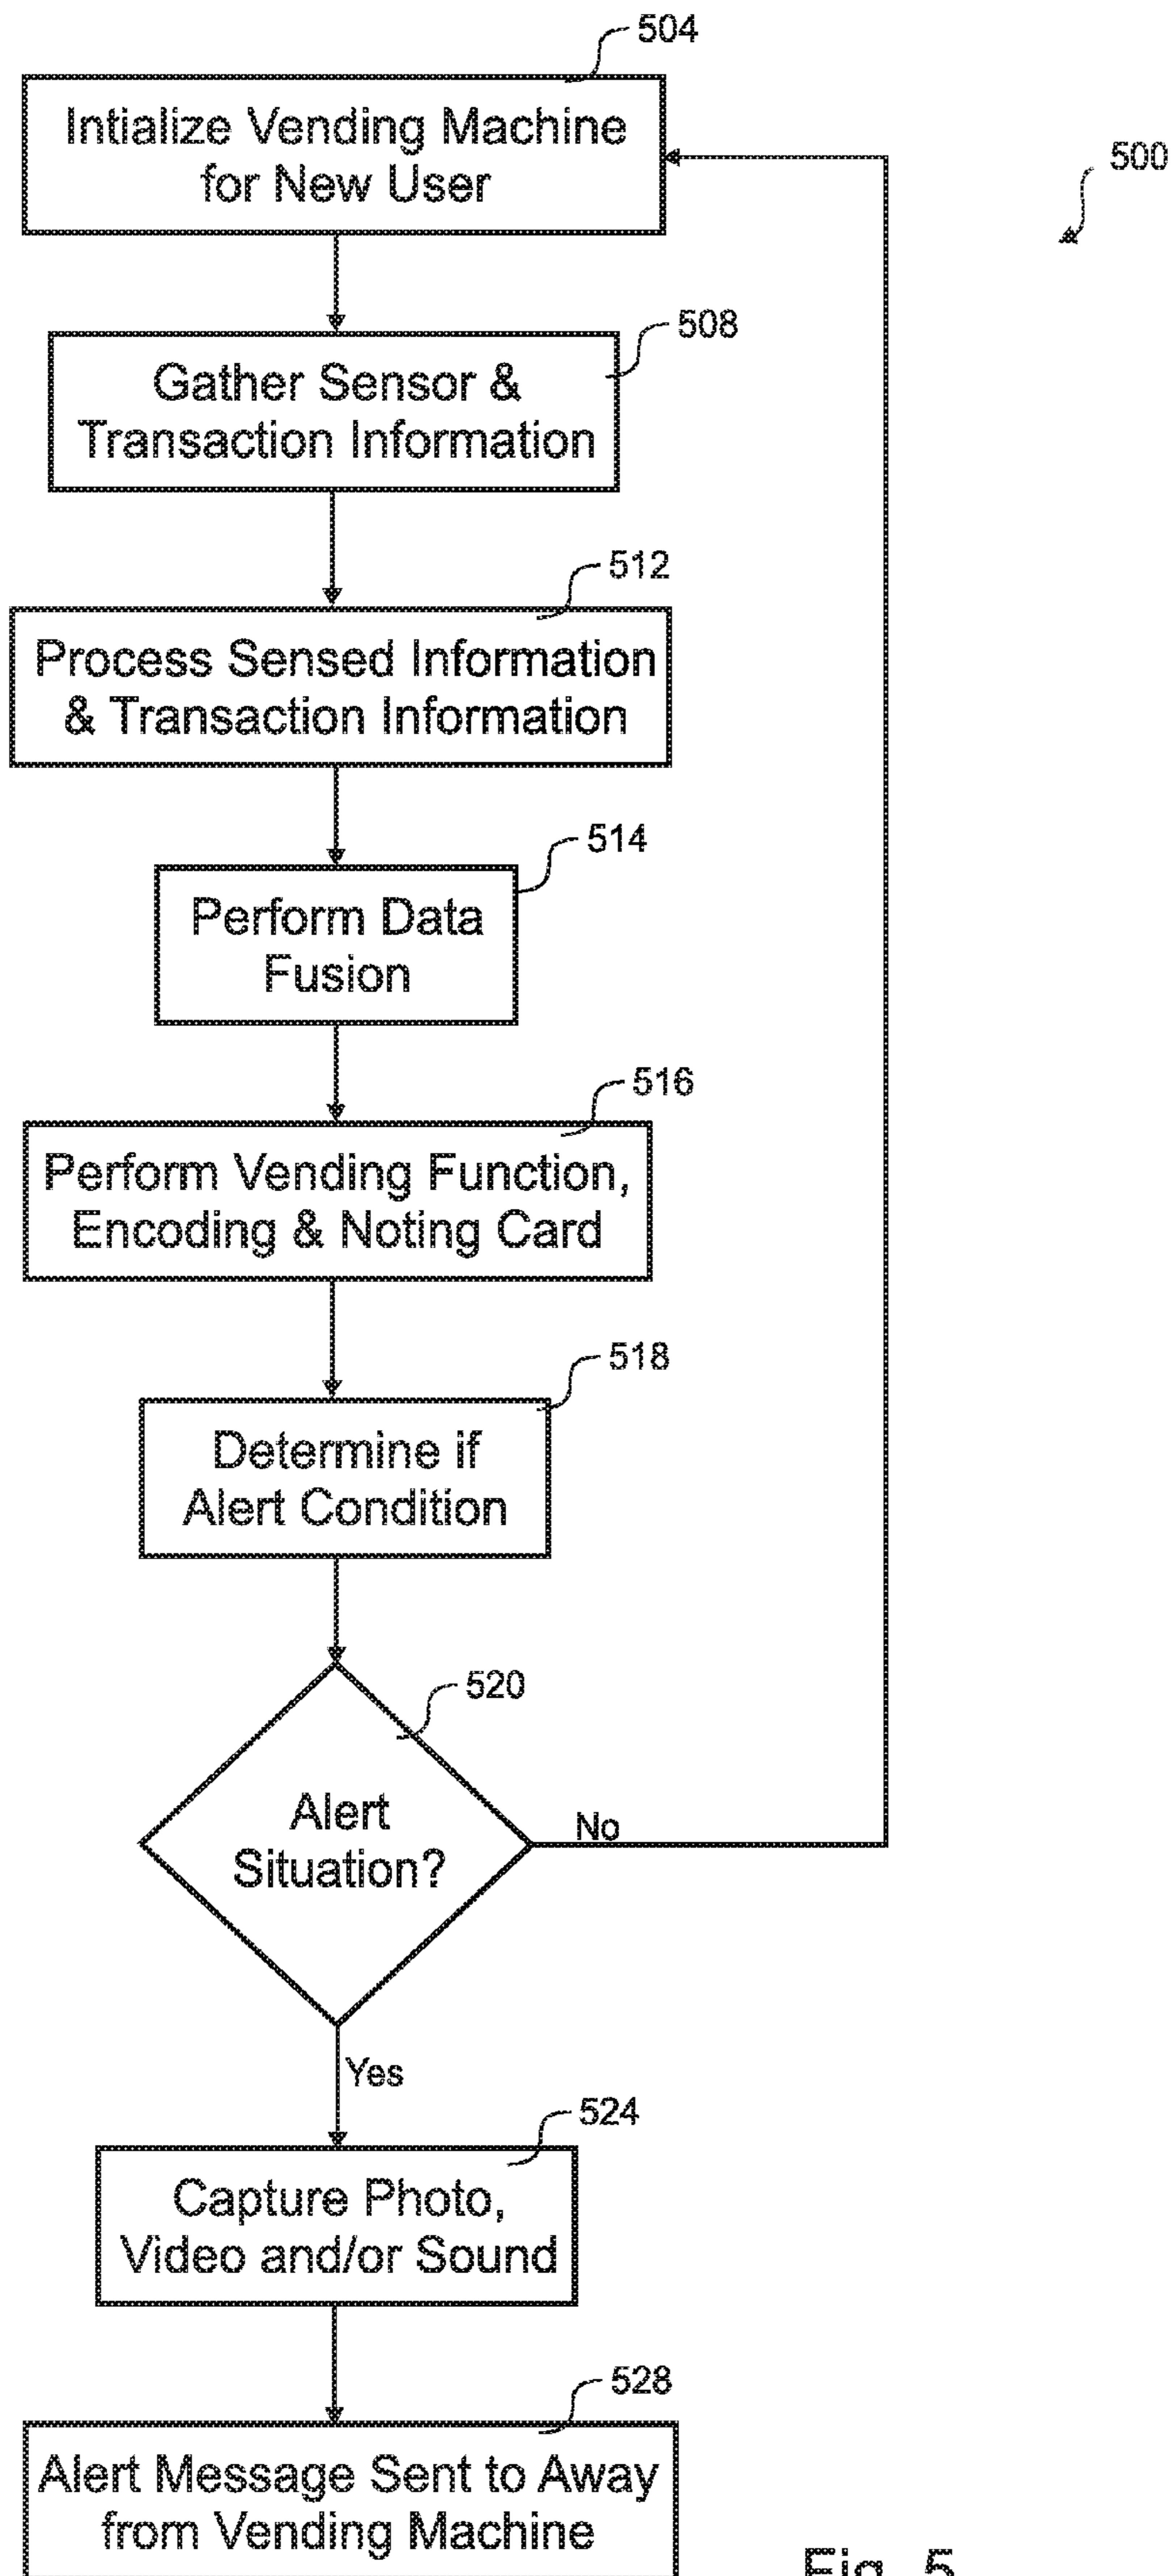 504
Intialize Vending Machine
for New User
500
508
Gather Sensor &
Transaction Information
512
Process Sensed Information
& Transaction Information
514
Perform Data
Fusion
516
Perform Vending Function,
Encoding & Noting Card
518
Determine if
Alert Condition
520
Alert
Situation?
No
Yes
524
Capture Photo,
Video and/or Sound
528
Alert Message Sent to Away
from Vending Machine
Fig. 5